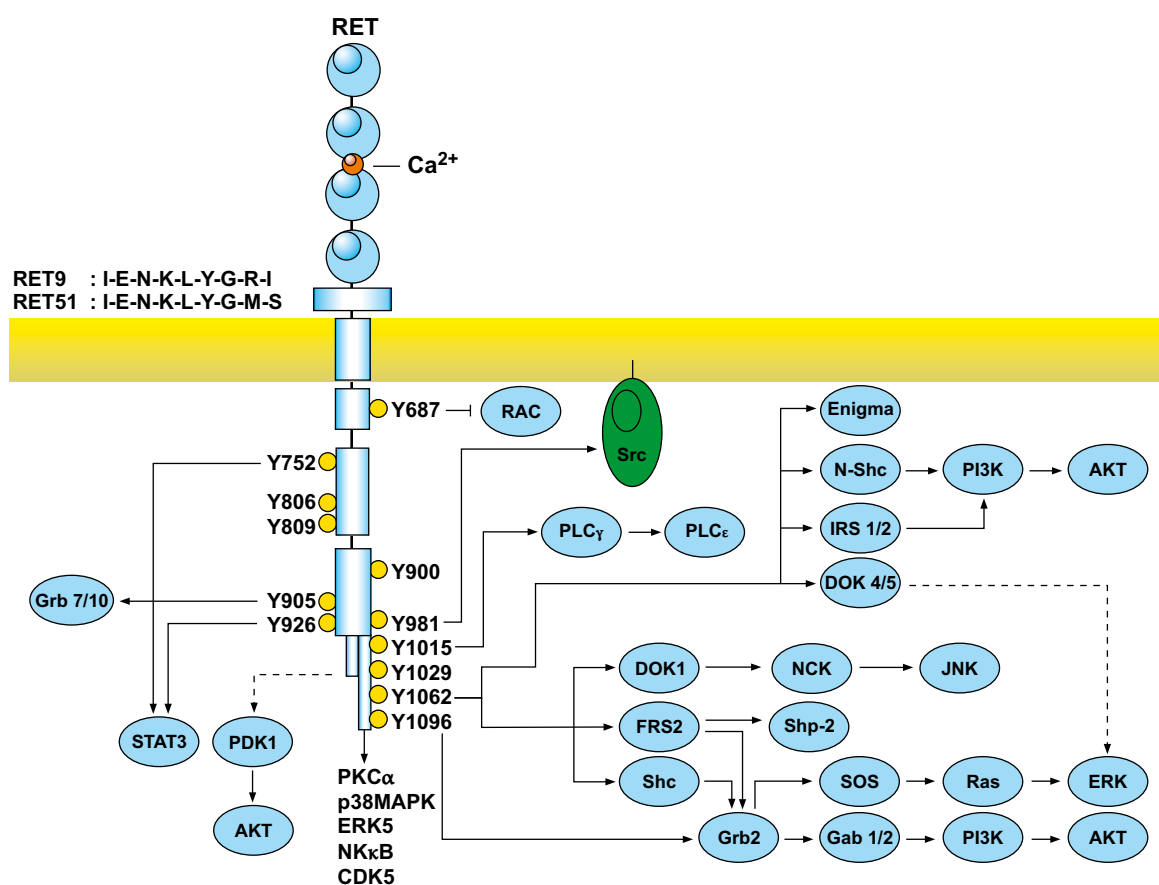 RET
Ca2+
RET9 : I-E-N-K-L-Y-G-R-I
RET51 : I-E-N-K-L-Y-G-M-S
Y687
RAC
Src
Enigma
Y752
N-Shc
PI3K
AKT
Y806
Y809
PLCγ
PLCε
IRS 1/2
Y900
DOK 4/5
Grb 7/10
Y905
Y926
Y981
Y1015
Y1029
Y1062
Y1096
DOK1
NCK
JNK
STAT3
PDK1
FRS2
Shp-2
PKCα
p38MAPK
ERK5
NKκB
CDK5
Shc
SOS
Ras
ERK
AKT
Grb2
Gab 1/2
PI3K
AKT